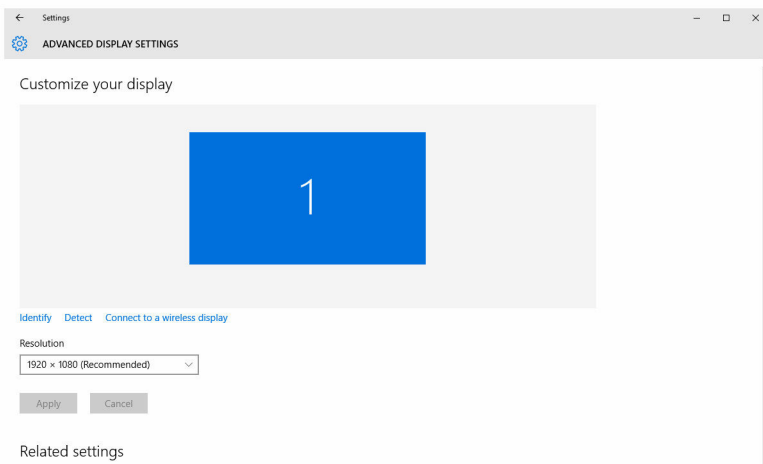 Settings
ADVANCED DISPLAY SETTINGS
Customize your display
1
Identify Detect Connect to a wireless display
Resolution
1920 × 1080 (Recommended)
Apply Cancel
Related settings